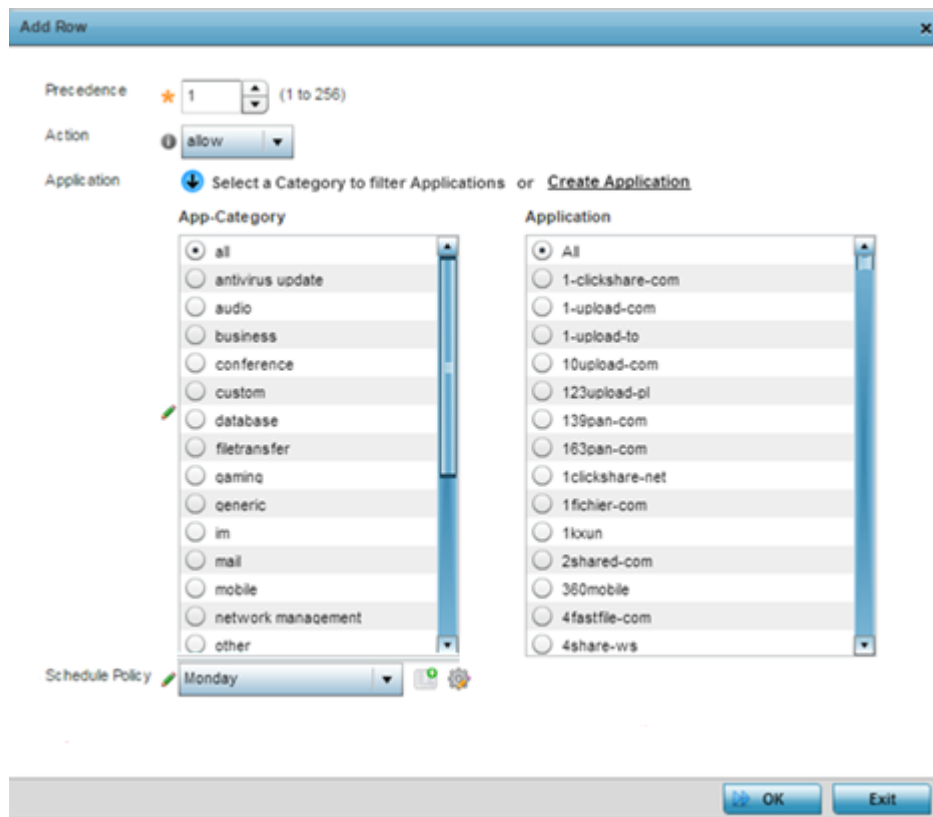 Add Row
Precedence 1 (1 to 256)
Action allow
Application Select a Category to filter Applications or Create Application
App-Category
all
antivirus update
audio
business
conference
custom
database
filetransfer
gaming
generic
im
mail
mobile
network management
other
Application
All
1-clickshare-com
1-upload-com
1-upload-to
10upload-com
123upload-pl
139pan-com
163pan-com
1clickshare-net
1fichier-com
1kxun
2shared-com
360mobile
4fastfile-com
4share-ws
Schedule Policy Monday
OK Exit